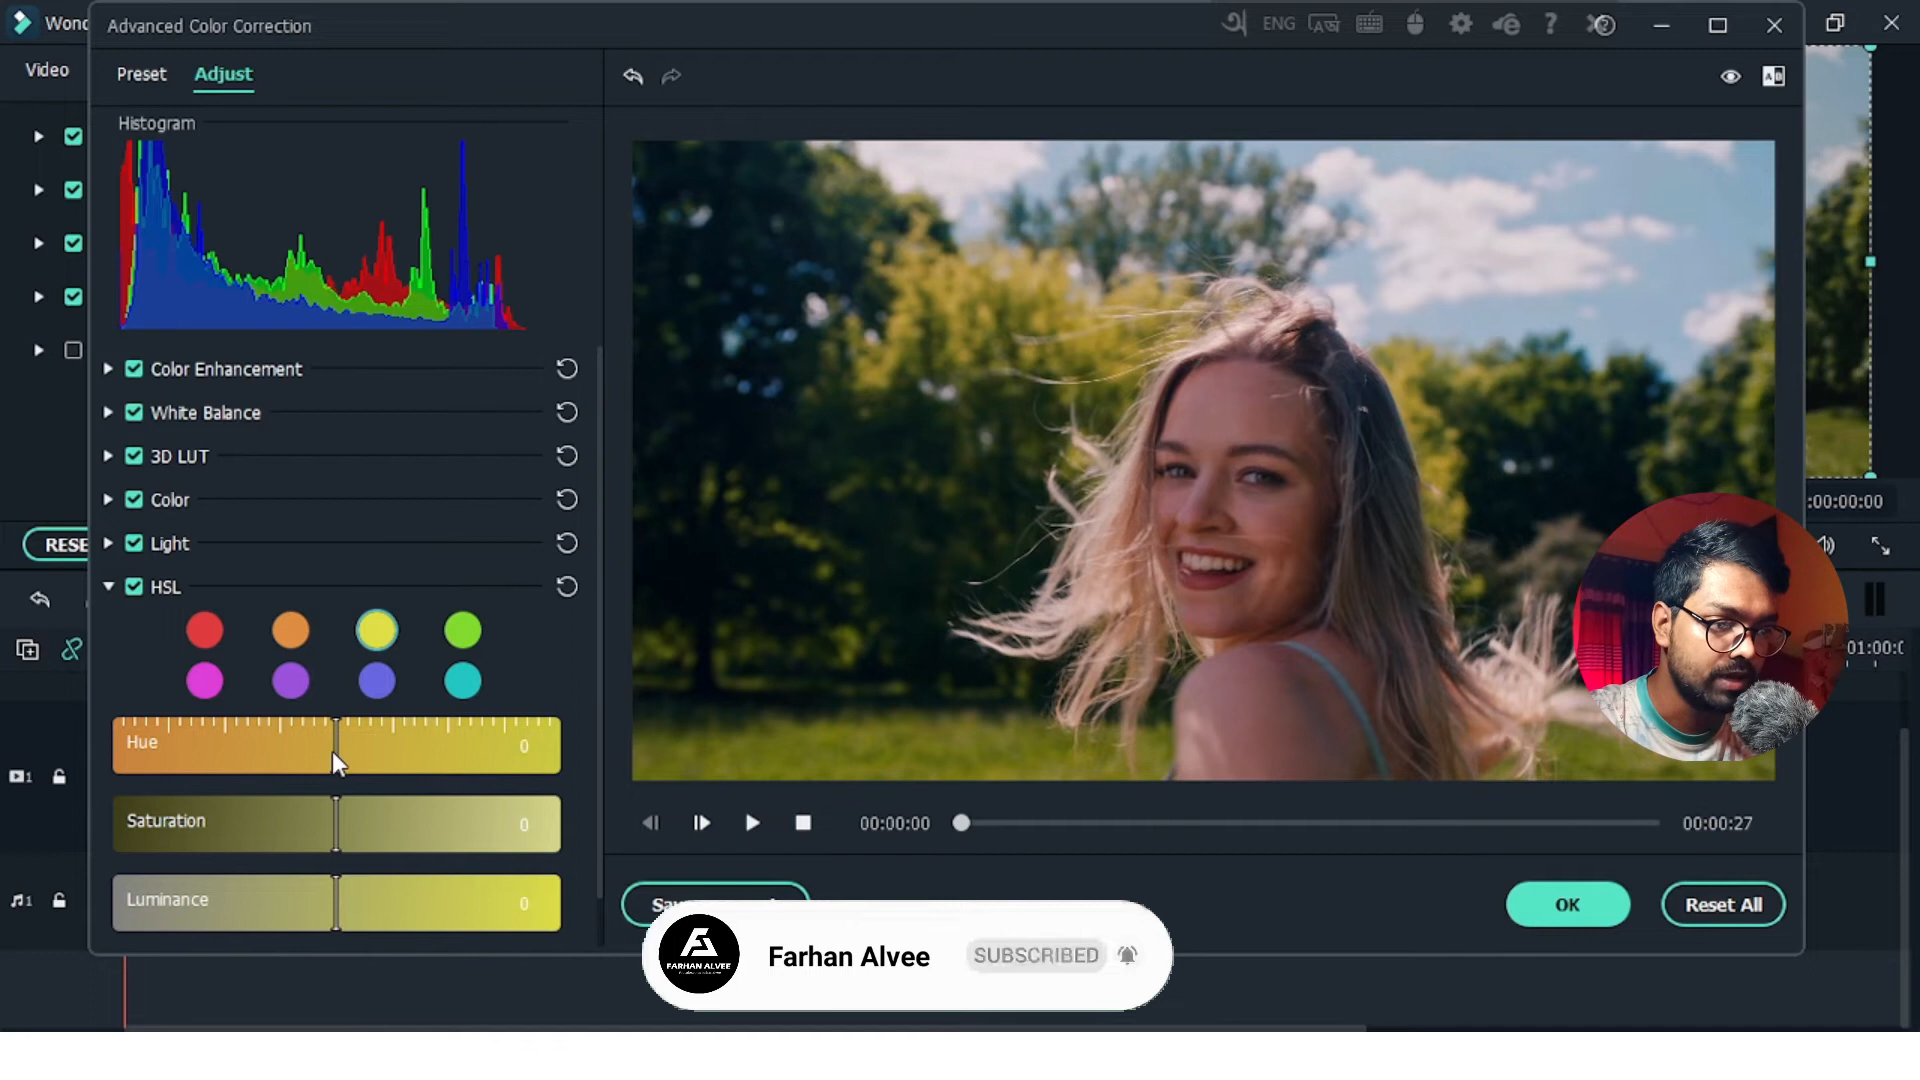 Wond
Advanced Color Correction
ENG
Video
Preset
Adjust
Histogram
Color Enhancement
White Balance
3D LUT
Color
Light
HSL
RESE
Hue
0
Saturation
0
Luminance
0
00:00:00
00:00:27
:00:00:00
01:00:0
1
1
OK
Reset All
FARHAN ALVEE
Farhan Alvee
SUBSCRIBED